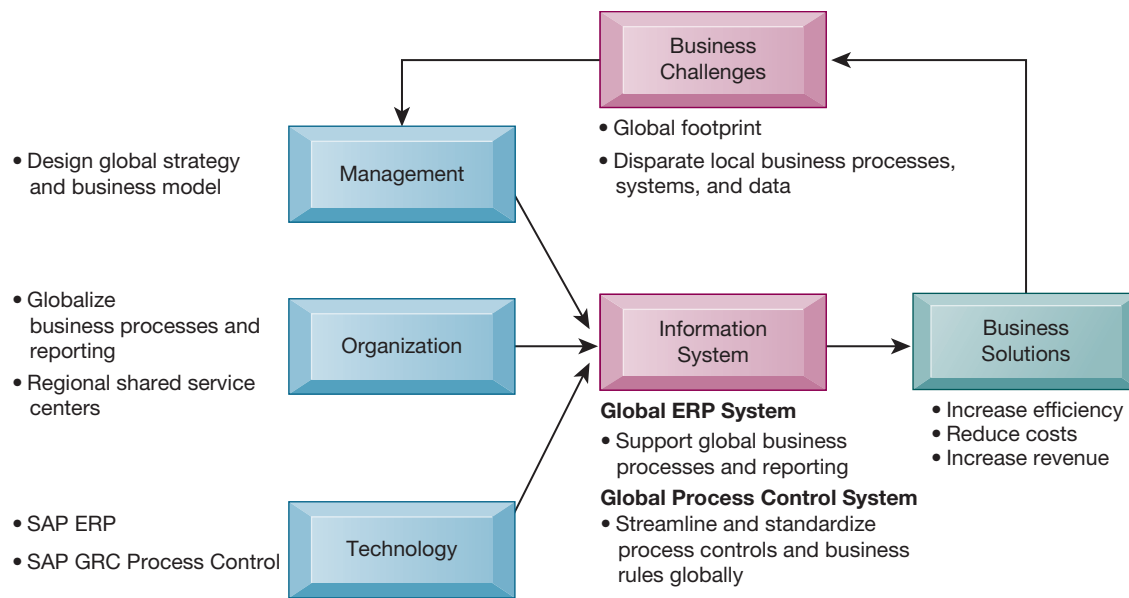 Business
Challenges
• Global footprint
• Disparate local business processes,
systems, and data
• Design global strategy
and business model
Management
• Globalize
business processes and
reporting
• Regional shared service
centers
Organization
Information
System
Business
Solutions
Global ERP System
• Support global business
processes and reporting
Global Process Control System
• Streamline and standardize
process controls and business
rules globally
• Increase efficiency
• Reduce costs
• Increase revenue
• SAP ERP
• SAP GRC Process Control
Technology